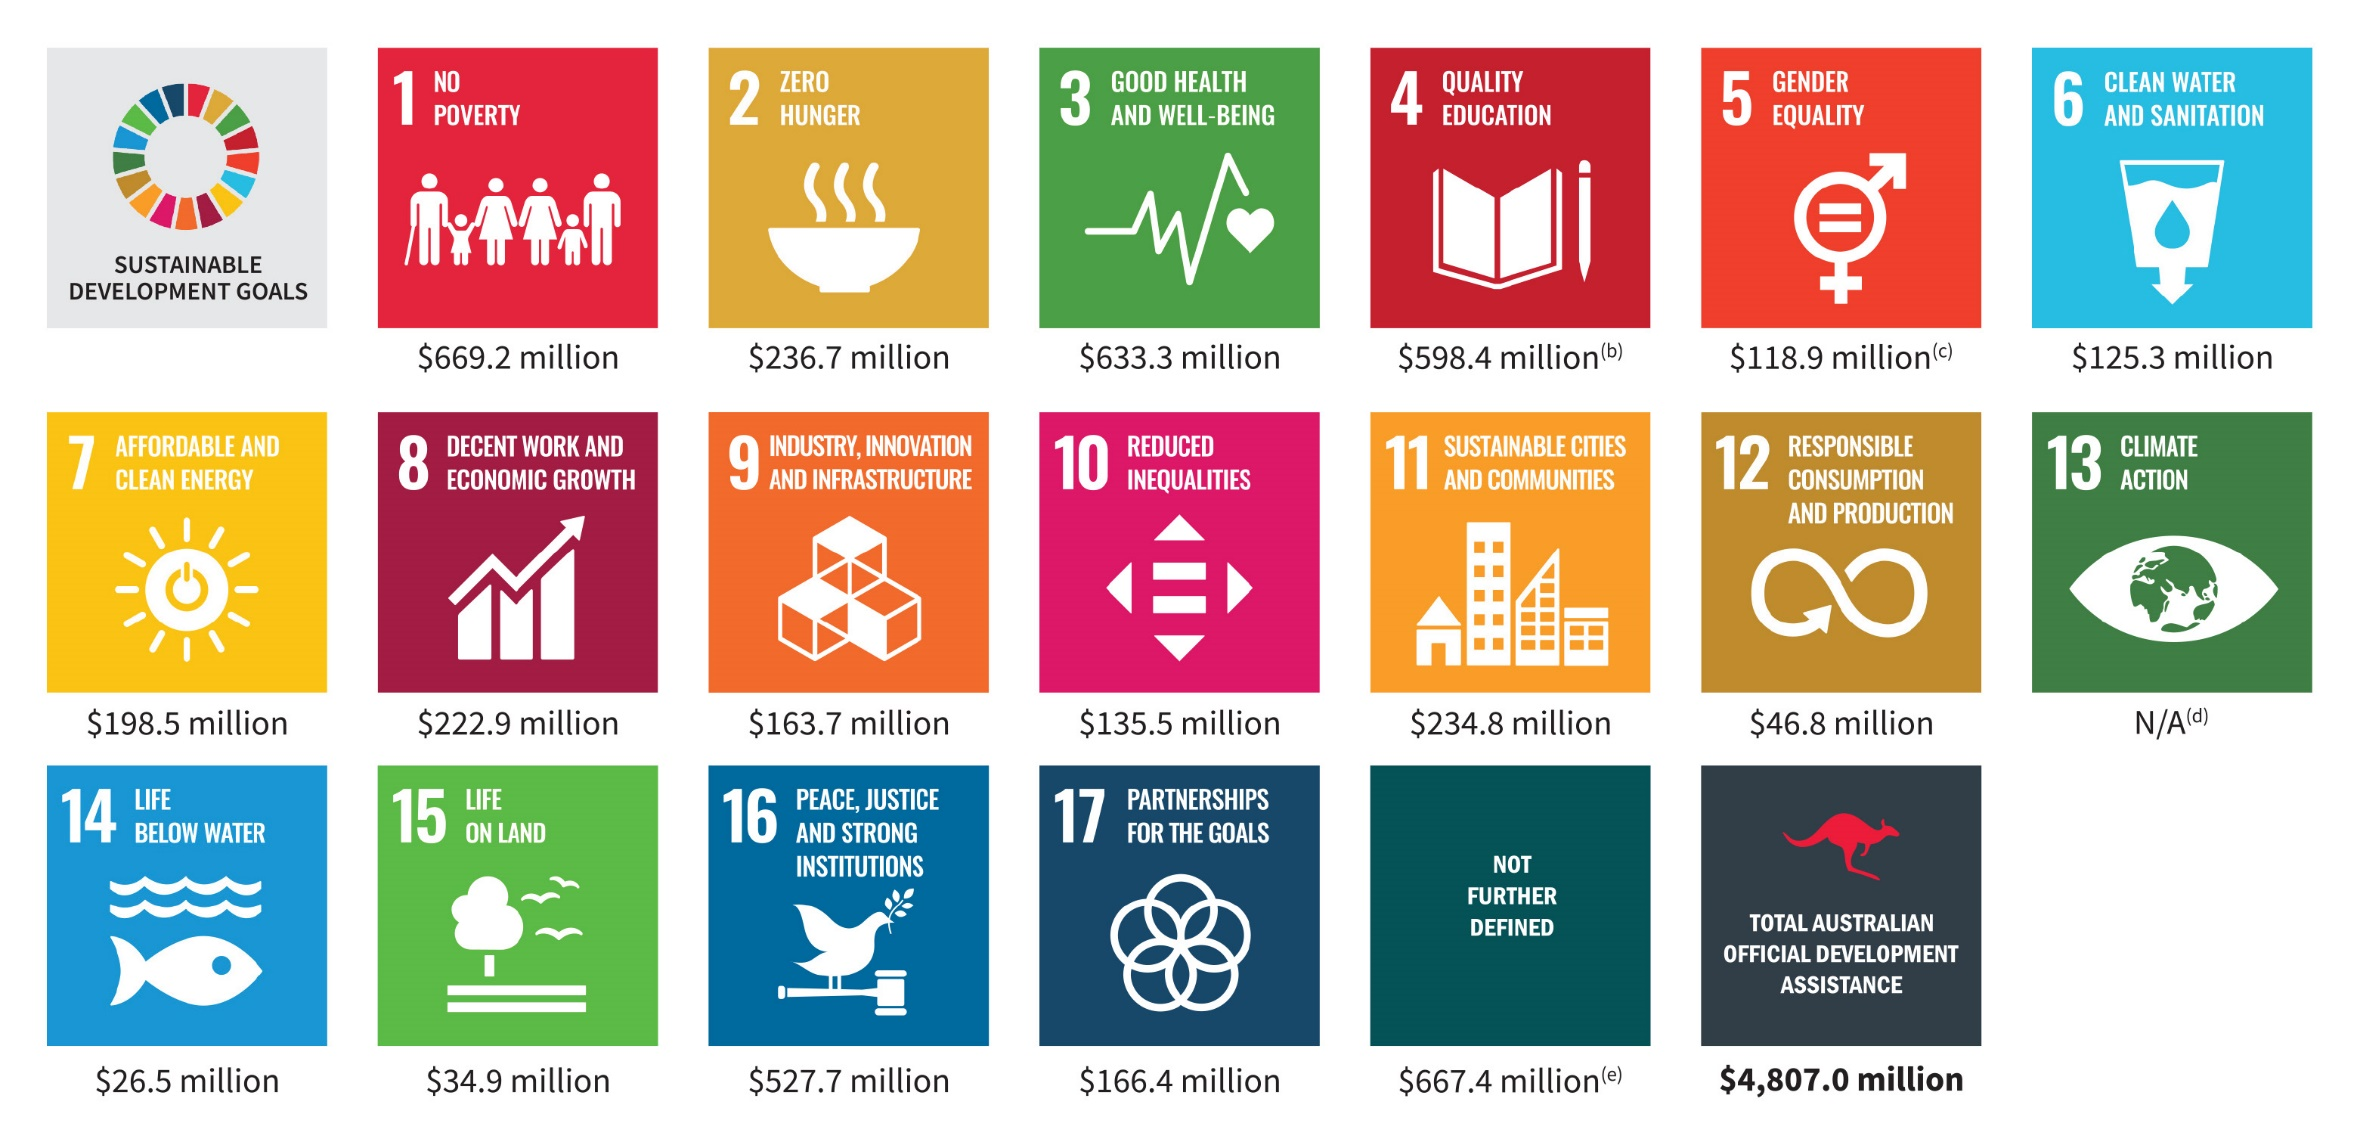 SUSTAINABLE
DEVELOPMENT GOALS
1 NO
POVERTY
$669.2 million
2 ZERO
HUNGER
$236.7 million
3 GOOD HEALTH
AND WELL-BEING
$633.3 million
4 QUALITY
EDUCATION
$598.4 million(b)
5 GENDER
EQUALITY
$118.9 million(c)
6 CLEAN WATER
AND SANITATION
$125.3 million
7 AFFORDABLE AND
CLEAN ENERGY
$198.5 million
8 DECENT WORK AND
ECONOMIC GROWTH
$222.9 million
9 INDUSTRY, INNOVATION
AND INFRASTRUCTURE
$163.7 million
10 REDUCED
INEQUALITIES
$135.5 million
11 SUSTAINABLE CITIES
AND COMMUNITIES
$234.8 million
12 RESPONSIBLE
CONSUMPTION
AND PRODUCTION
$46.8 million
13 CLIMATE
ACTION
N/A(d)
14 LIFE
BELOW WATER
$26.5 million
15 LIFE
ON LAND
$34.9 million
16 PEACE, JUSTICE
AND STRONG
INSTITUTIONS
$527.7 million
17 PARTNERSHIPS
FOR THE GOALS
$166.4 million
NOT
FURTHER
DEFINED
$667.4 million(e)
TOTAL AUSTRALIAN
OFFICIAL DEVELOPMENT
ASSISTANCE
$4,807.0 million